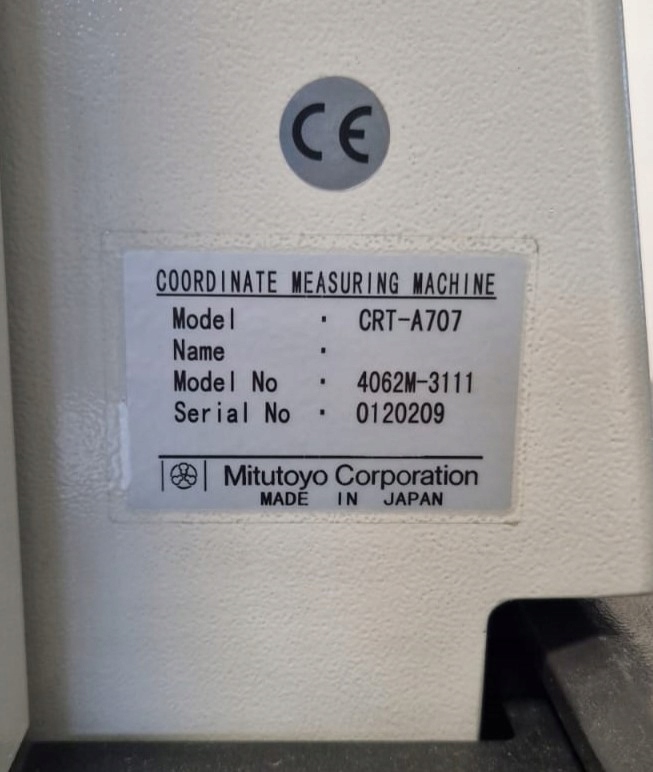 CE
COORDINATE MEASURING MACHINE
Model · CRT-A707
Name ·
Model No · 4062M-3111
Serial No · 0120209
Mitutoyo Corporation
MADE IN JAPAN